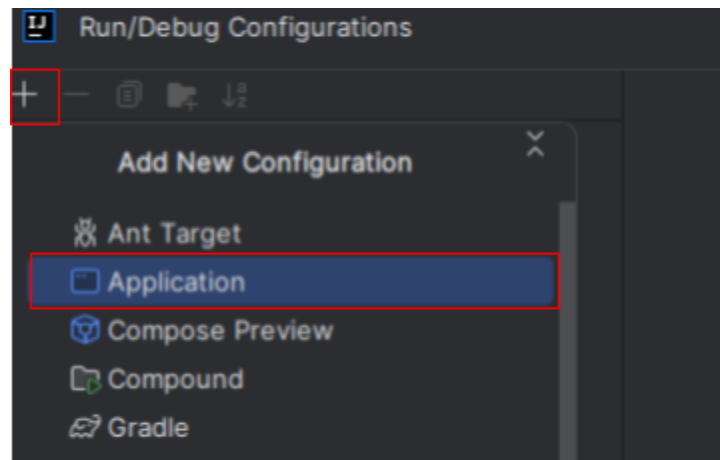 IJ Run/Debug Configurations
Add New Configuration
Ant Target
Application
Compose Preview
Compound
Gradle